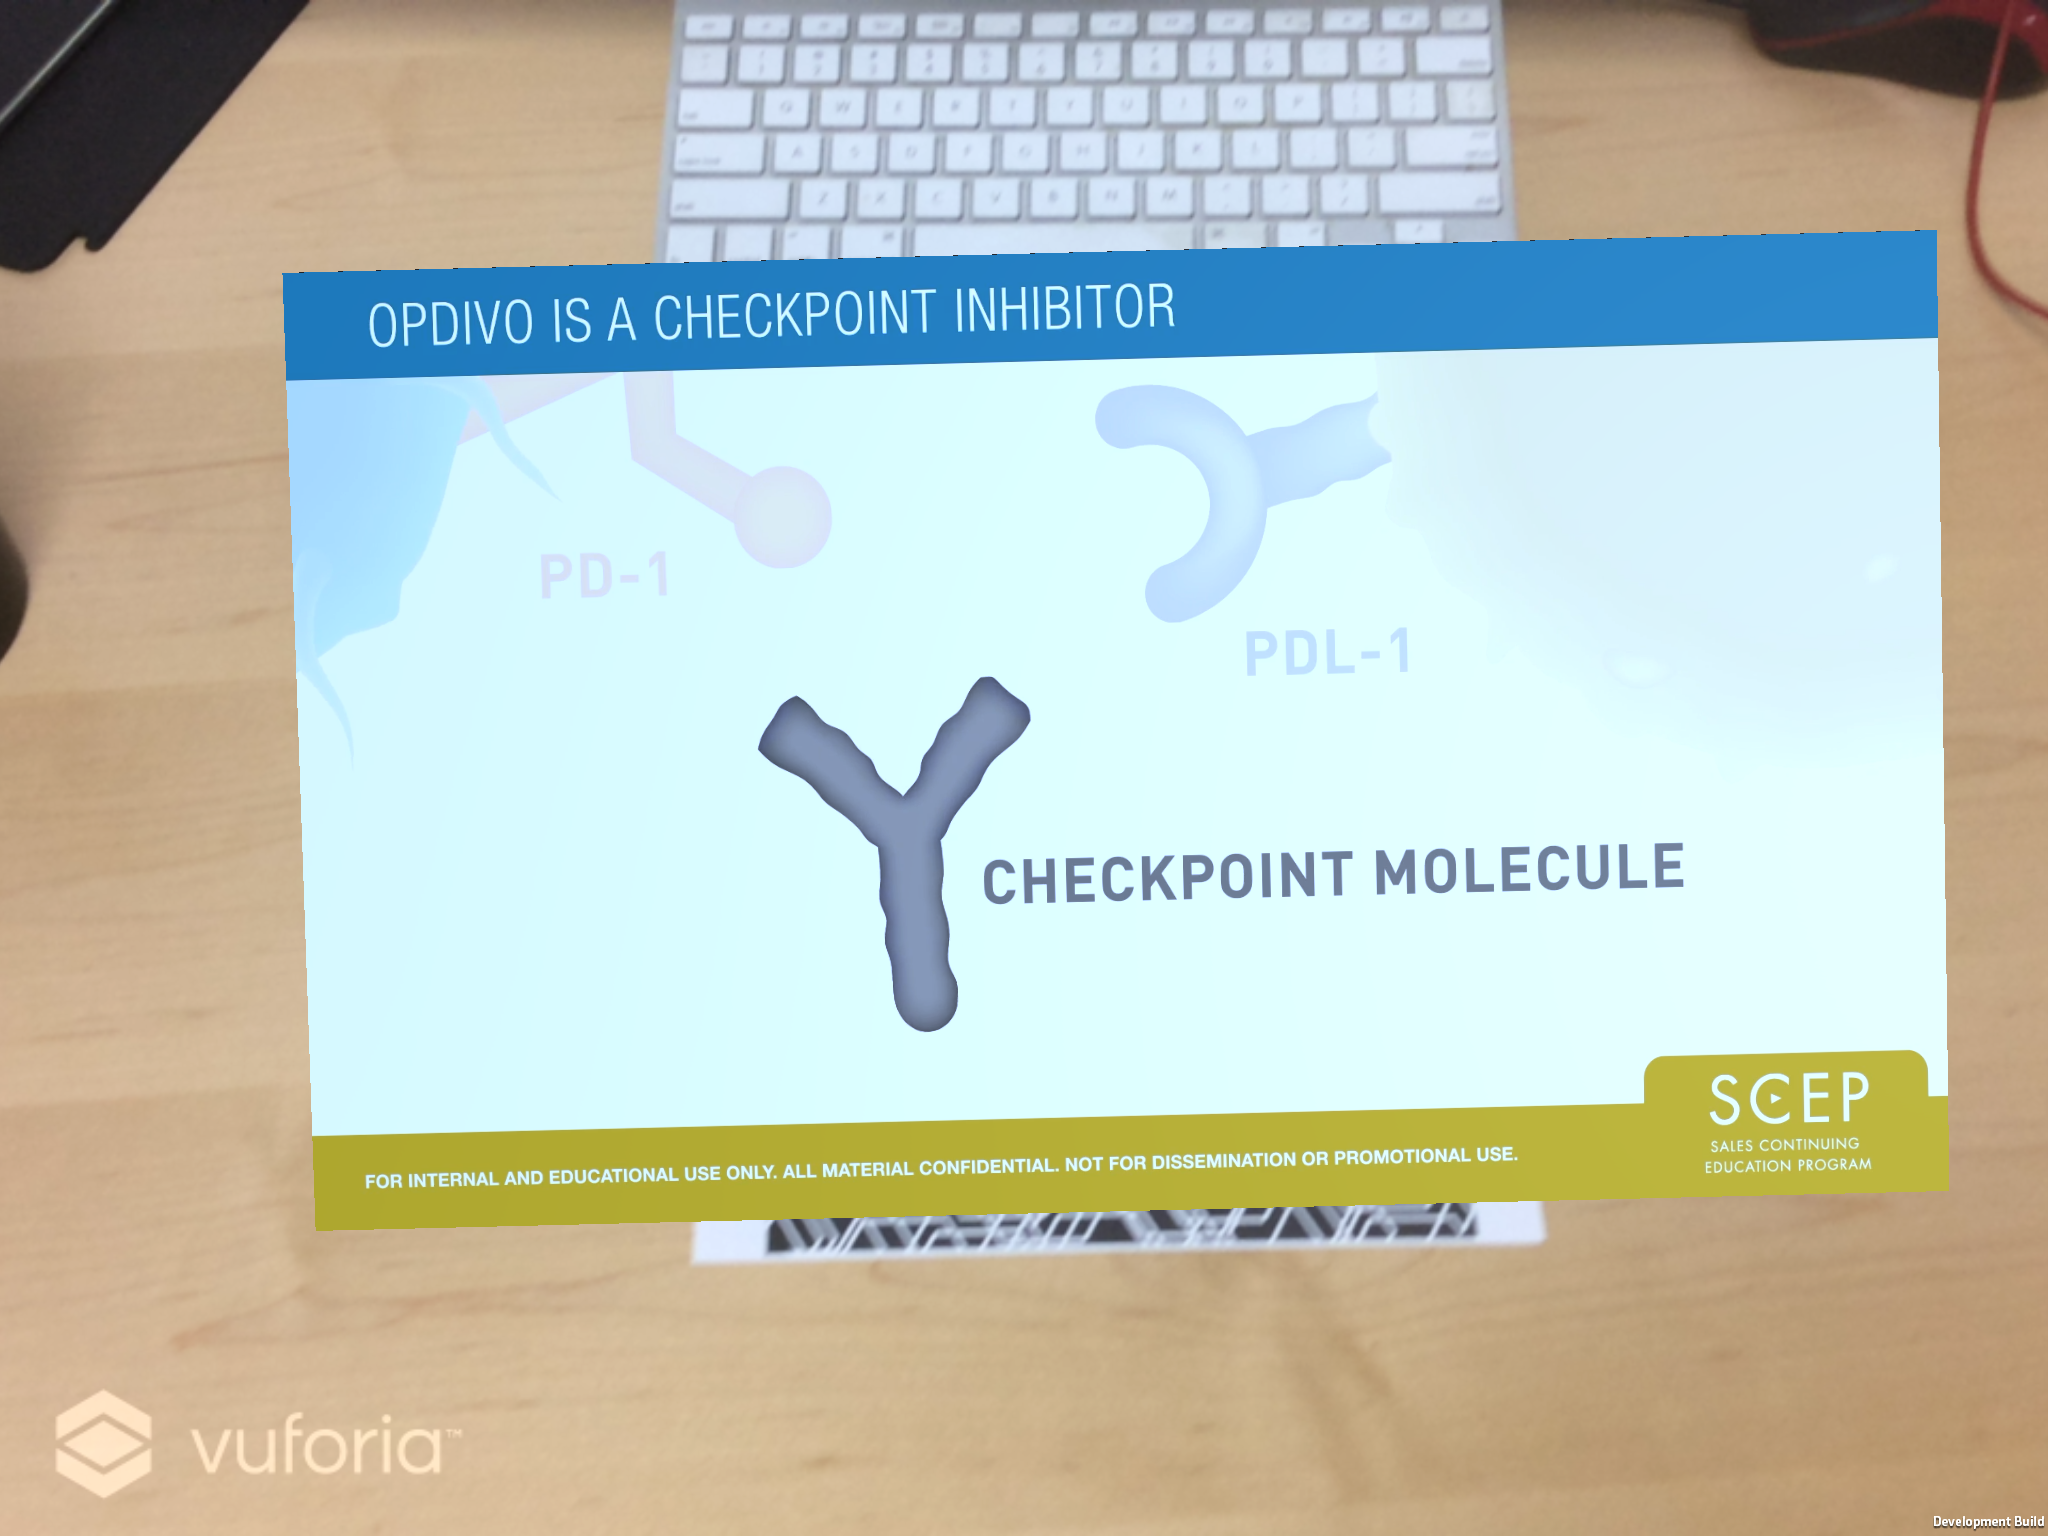 OPDIVO IS A CHECKPOINT INHIBITOR
PD-1
PDL-1
CHECKPOINT MOLECULE
SCEP
SALES CONTINUING
EDUCATION PROGRAM
FOR INTERNAL AND EDUCATIONAL USE ONLY. ALL MATERIAL CONFIDENTIAL. NOT FOR DISSEMINATION OR PROMOTIONAL USE.
vuforia™
Development Build